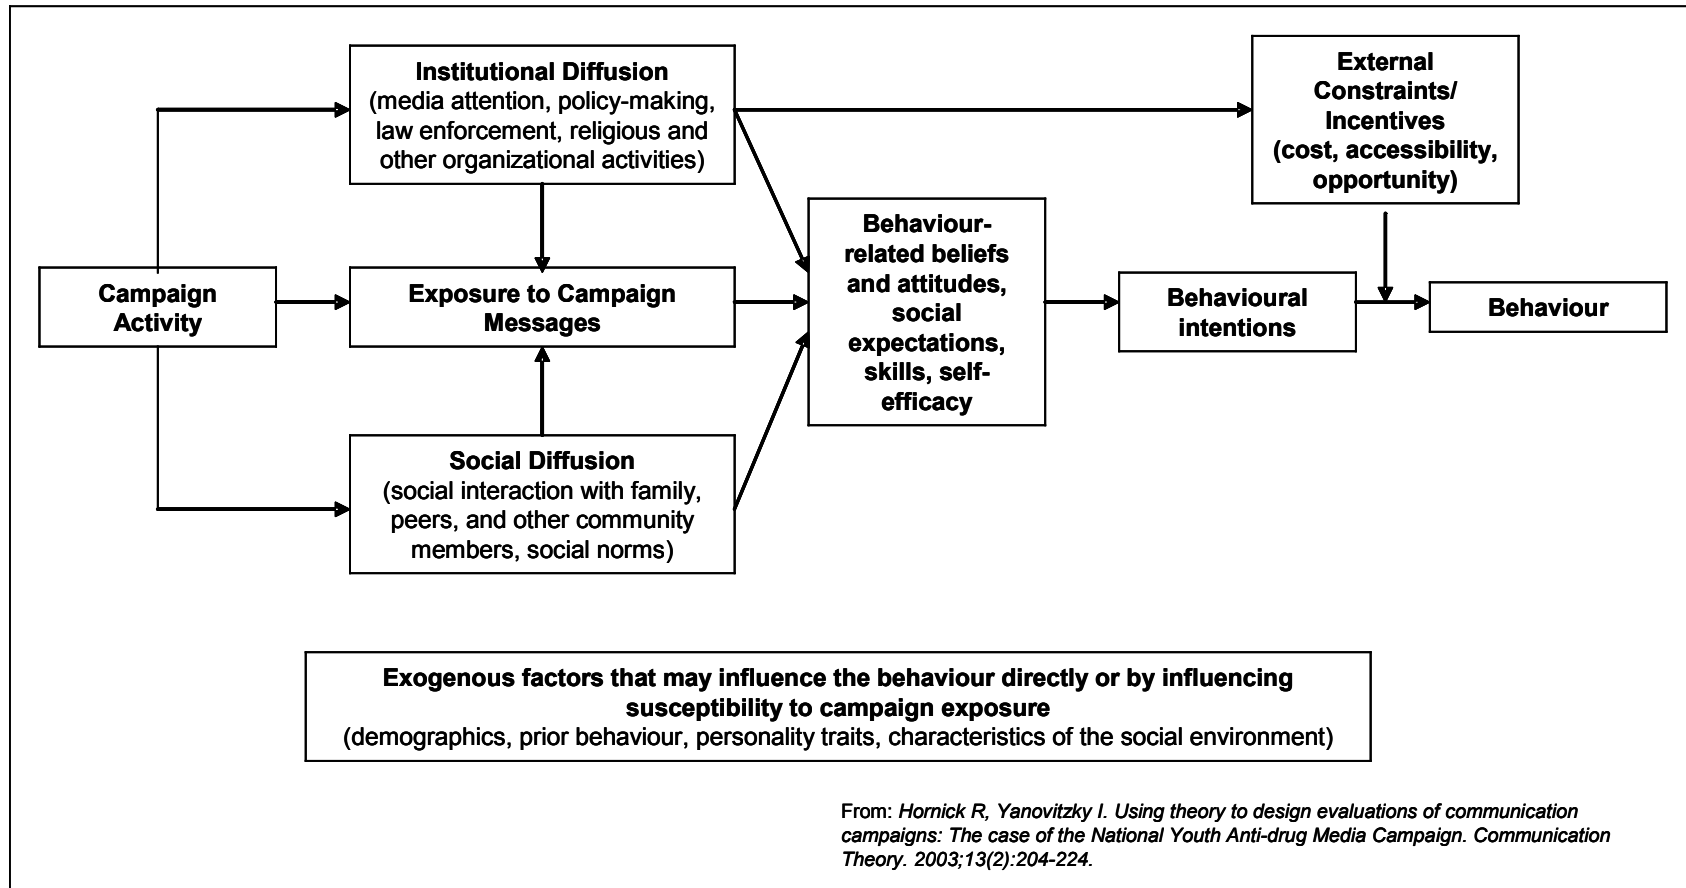 Institutional Diffusion
(media attention, policy-making,
law enforcement, religious and
other organizational activities)
External
Constraints/
Incentives
(cost, accessibility,
opportunity)
Campaign
Activity
Exposure to Campaign
Messages
Behaviour-
related beliefs
and attitudes,
social
expectations,
skills, self-
efficacy
Behavioural
intentions
Behaviour
Social Diffusion
(social interaction with family,
peers, and other community
members, social norms)
Exogenous factors that may influence the behaviour directly or by influencing
susceptibility to campaign exposure
(demographics, prior behaviour, personality traits, characteristics of the social environment)
From: Hornick R, Yanovitzky I. Using theory to design evaluations of communication
campaigns: The case of the National Youth Anti-drug Media Campaign. Communication
Theory. 2003;13(2):204-224.